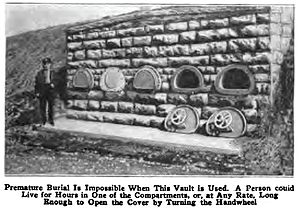 Premature Burial Is Impossible When This Vault is Used. A Person could
Live for Hours in One of the Compartments, or, at Any Rate, Long
Enough to Open the Cover by Turning the Handwheel